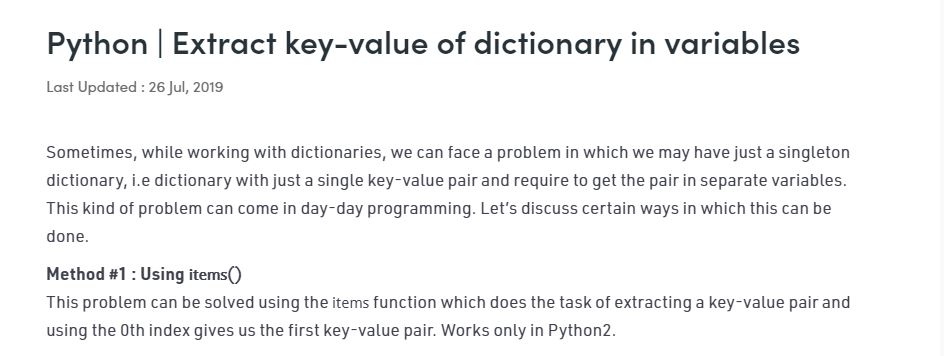 Python | Extract key-value of dictionary in variables
Last Updated : 26 Jul, 2019
Sometimes, while working with dictionaries, we can face a problem in which we may have just a singleton
dictionary, i.e dictionary with just a single key-value pair and require to get the pair in separate variables.
This kind of problem can come in day-day programming. Let's discuss certain ways in which this can be
done.
Method #1 : Using items()
This problem can be solved using the items function which does the task of extracting a key-value pair and
using the 0th index gives us the first key-value pair. Works only in Python2.